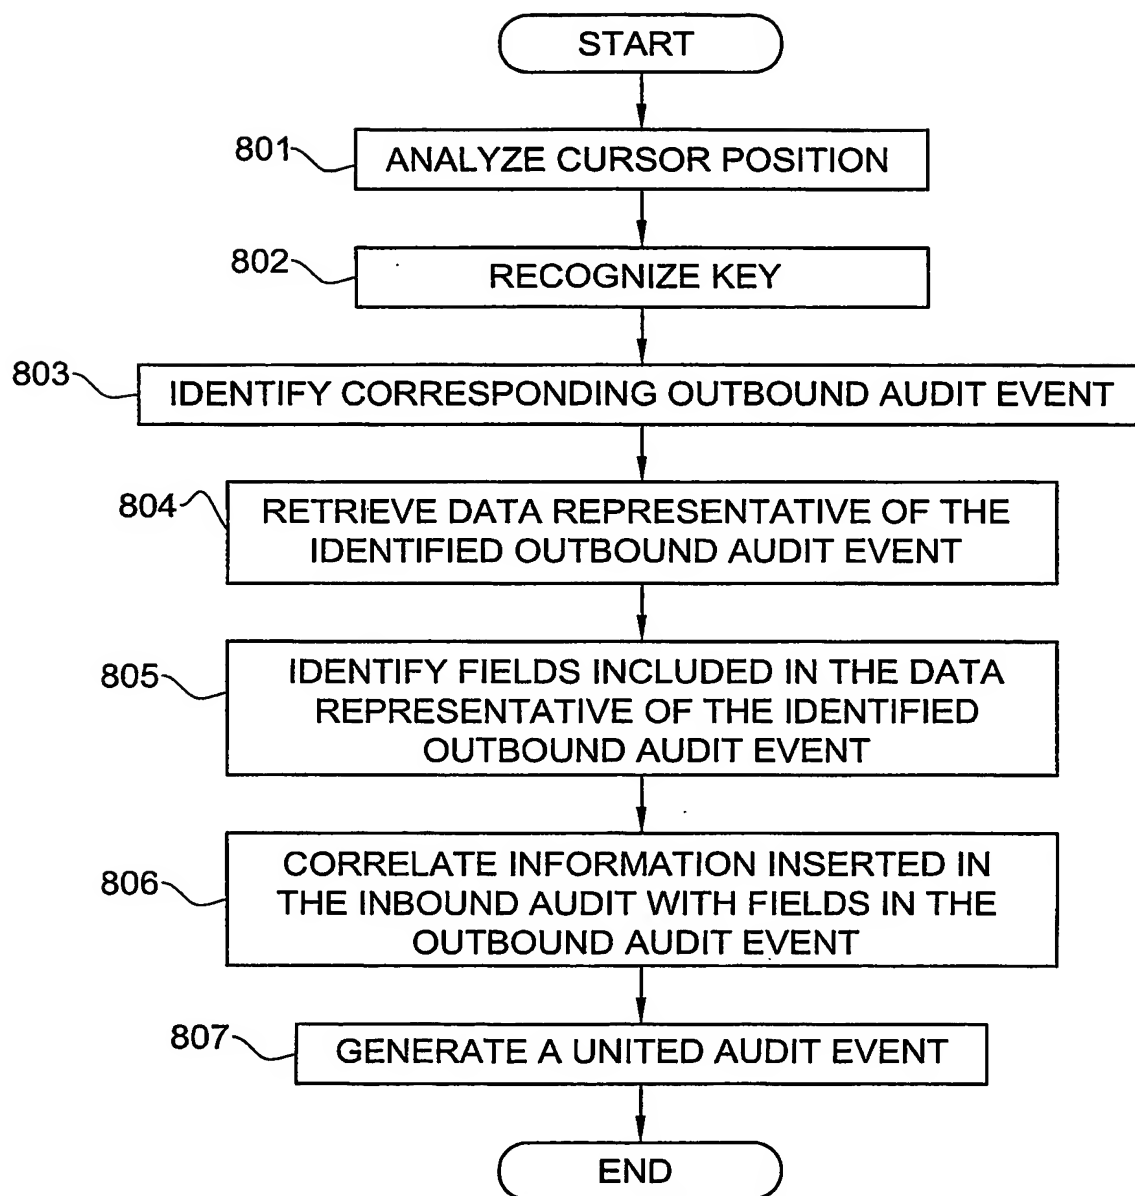 START
801
ANALYZE CURSOR POSITION
802
RECOGNIZE KEY
803
IDENTIFY CORRESPONDING OUTBOUND AUDIT EVENT
804
RETRIEVE DATA REPRESENTATIVE OF THE
IDENTIFIED OUTBOUND AUDIT EVENT
805
IDENTIFY FIELDS INCLUDED IN THE DATA
REPRESENTATIVE OF THE IDENTIFIED
OUTBOUND AUDIT EVENT
806
CORRELATE INFORMATION INSERTED IN
THE INBOUND AUDIT WITH FIELDS IN THE
OUTBOUND AUDIT EVENT
807
GENERATE A UNITED AUDIT EVENT
END